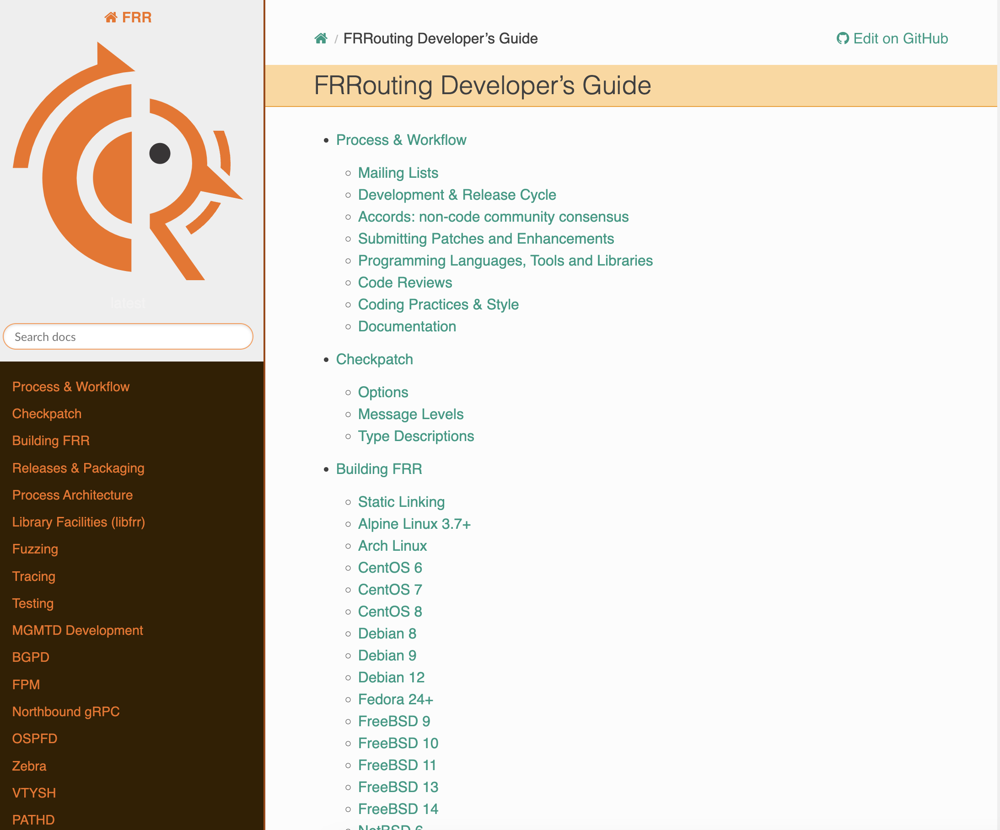 FRR
latest
Search docs
Process & Workflow
Checkpatch
Building FRR
Releases & Packaging
Process Architecture
Library Facilities (libfrr)
Fuzzing
Tracing
Testing
MGMTD Development
BGPD
FPM
Northbound gRPC
OSPFD
Zebra
VTYSH
PATHD
/ FRRouting Developer’s Guide
Edit on GitHub
FRRouting Developer’s Guide
Process & Workflow
Mailing Lists
Development & Release Cycle
Accords: non-code community consensus
Submitting Patches and Enhancements
Programming Languages, Tools and Libraries
Code Reviews
Coding Practices & Style
Documentation
Checkpatch
Options
Message Levels
Type Descriptions
Building FRR
Static Linking
Alpine Linux 3.7+
Arch Linux
CentOS 6
CentOS 7
CentOS 8
Debian 8
Debian 9
Debian 12
Fedora 24+
FreeBSD 9
FreeBSD 10
FreeBSD 11
FreeBSD 13
FreeBSD 14
NetBSD 6